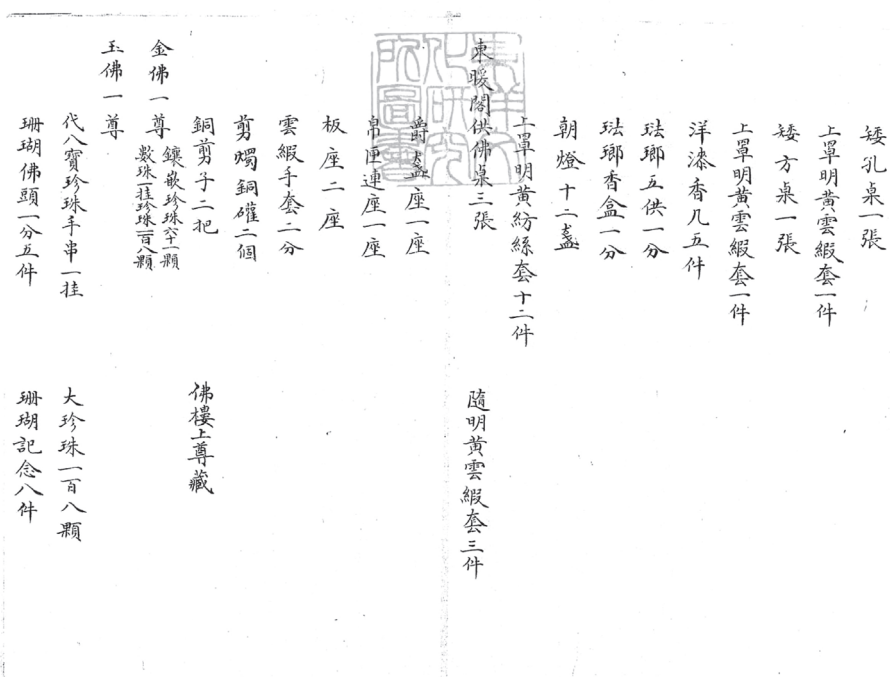 矮孔桌一張
上罩明黃雲緞套一件
矮方桌一張
上罩明黃雲緞套一件
洋漆香几五件
琺瑯五供一分
琺瑯香盒一分
朝燈十二盞
上罩明黃紡絲套十二件
東暖閣供佛桌三張
隨明黃雲緞套三件
爵盞座一座
帛匣連座一座
板座二座
雲緞手套二分
剪燭銅礶二個
銅剪子二把
佛樓上尊藏
金佛一尊
鑲嵌珍珠六十一顆
數珠一挂珍珠一百八顆
玉佛一尊
代八寶珍珠手串一挂
大珍珠一百八顆
珊瑚佛頭一分五件
珊瑚記念八件